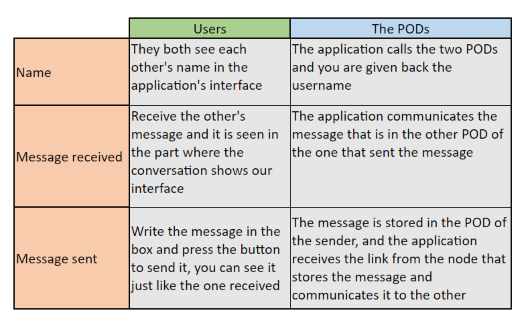 Users
The PODs
Name
They both see each
other's name in the
application's interface
The application calls the two PODs
and you are given back the
username
Message received
Receive the other's
message and it is seen in
the part where the
conversation shows our
interface
The application communicates the
message that is in the other POD of
the one that sent the message
Message sent
Write the message in the
box and press the button
to send it, you can see it
just like the one received
The message is stored in the POD of
the sender, and the application
receives the link from the node that
stores the message and
communicates it to the other